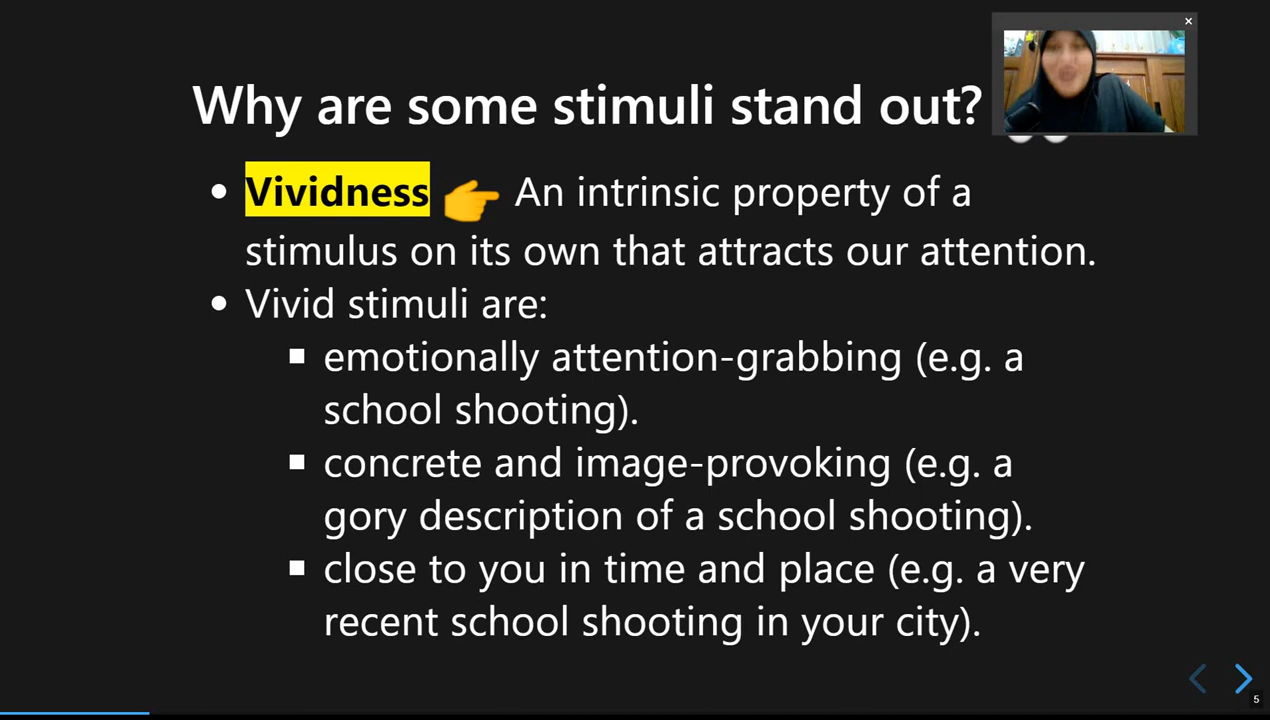 Why are some stimuli stand out?
Vividness 👉 An intrinsic property of a
stimulus on its own that attracts our attention.
Vivid stimuli are:
emotionally attention-grabbing (e.g. a
school shooting).
concrete and image-provoking (e.g. a
gory description of a school shooting).
close to you in time and place (e.g. a very
recent school shooting in your city).
5